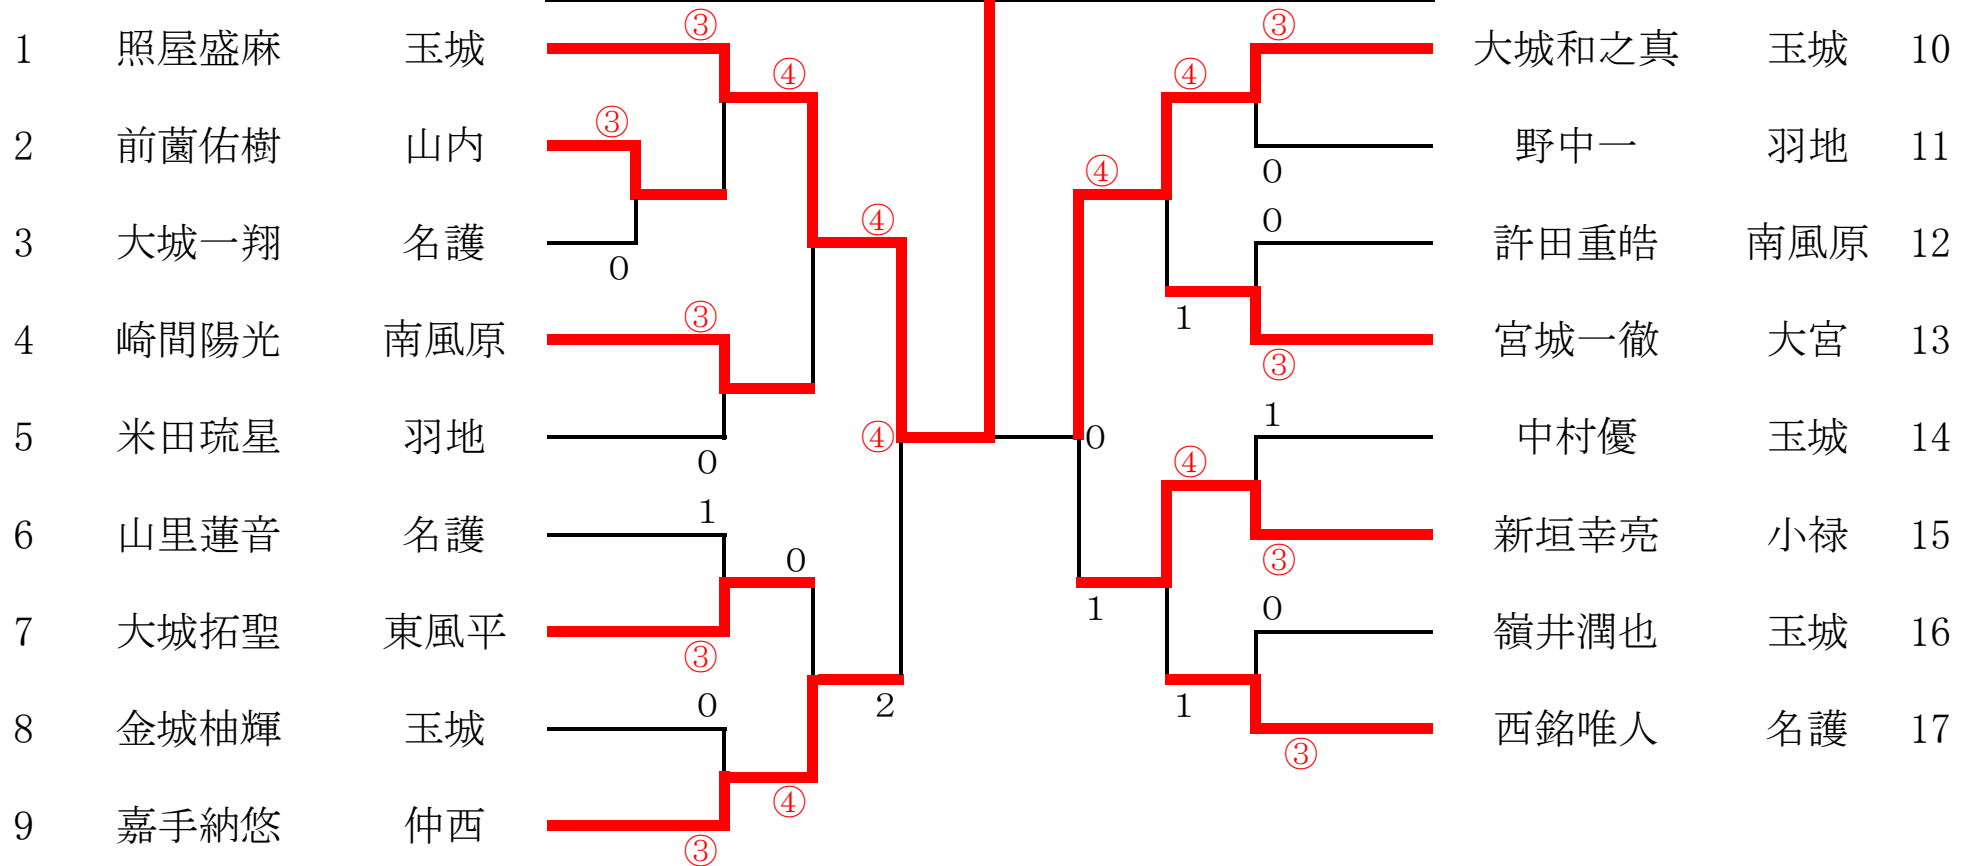 ③ ③
1 照屋盛麻 玉城 大城和之真 玉城 10
④ ④
③
2 前薗佑樹 山内 野中一 羽地 11
④ 0
④ 0
3 大城一翔 名護 許田重皓 南風原 12
0
③ 1
4 崎間陽光 南風原 宮城一徹 大宮 13
③
1
5 米田琉星 羽地 ④ 0 中村優 玉城 14
0 ④
1
6 山里蓮音 名護 新垣幸亮 小禄 15
0 ③
1 0
7 大城拓聖 東風平 嶺井潤也 玉城 16
③
0 2 1
8 金城柚輝 玉城 西銘唯人 名護 17
③
④
9 嘉手納悠 仲西
③